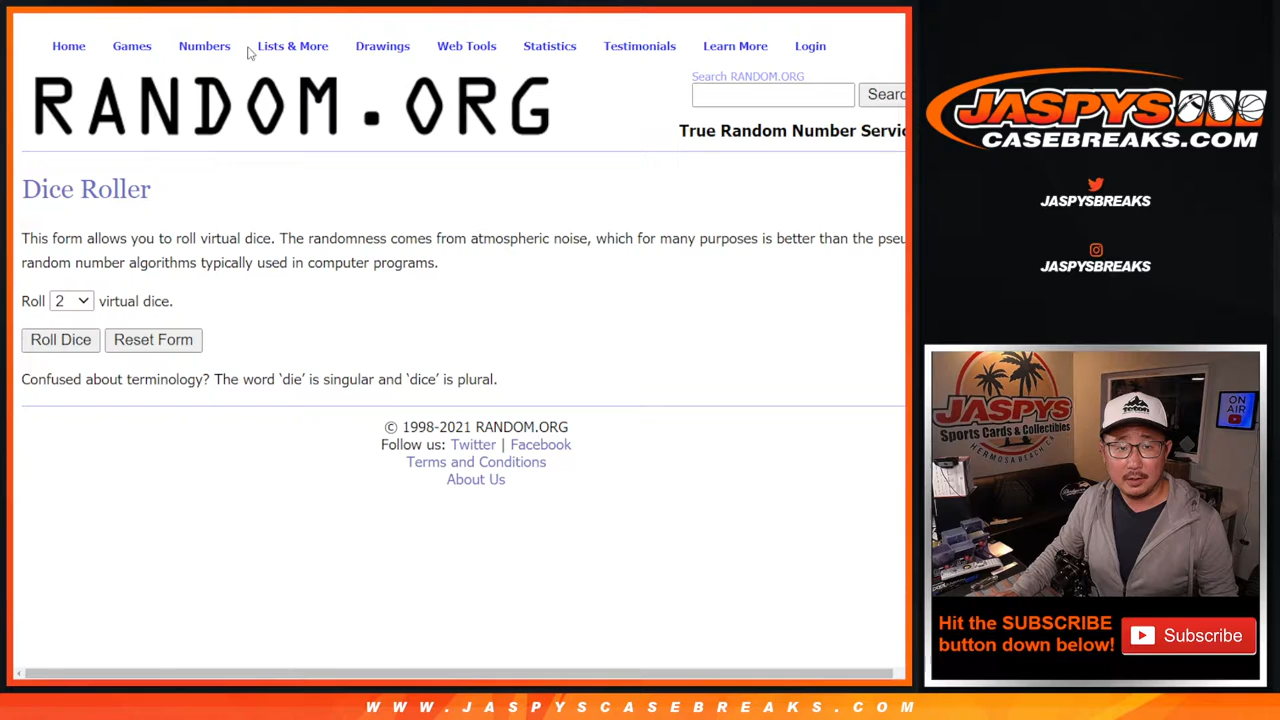 Home Games Numbers Lists & More Drawings Web Tools Statistics Testimonials Learn More Login
RANDOM.ORG
Search RANDOM.ORG
Searc
True Random Number Servic
Dice Roller
This form allows you to roll virtual dice. The randomness comes from atmospheric noise, which for many purposes is better than the pseu
random number algorithms typically used in computer programs.
Roll 2 virtual dice.
Roll Dice Reset Form
Confused about terminology? The word ‘die’ is singular and ‘dice’ is plural.
© 1998-2021 RANDOM.ORG
Follow us: Twitter | Facebook
Terms and Conditions
About Us
JASPYS
CASEBREAKS.COM
JASPYSBREAKS
JASPYSBREAKS
JASPYS
Sports Cards & Collectibles
HERMOSA BEACH, CA
ON
AIR
TETON
Hit the SUBSCRIBE
button down below!
Subscribe
WWW.JASPYSCASEBREAKS.COM